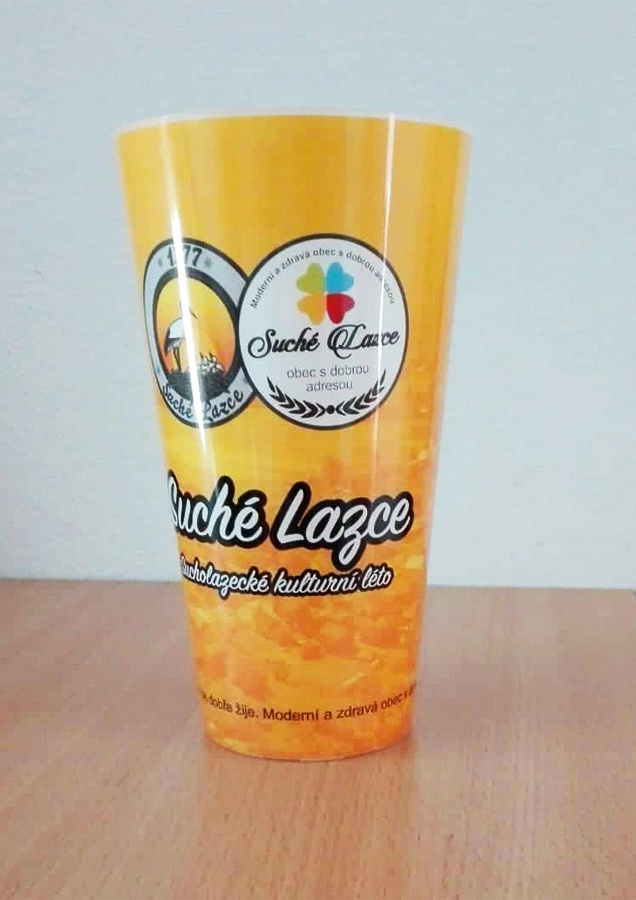 1377
Suché Lazce
Moderní a zdravá obec s dobrou adresou
Suché Lazce
obec s dobrou
adresou
Suché Lazce
Sucholazecké kulturní léto
dobře žije. Moderní a zdravá obec s